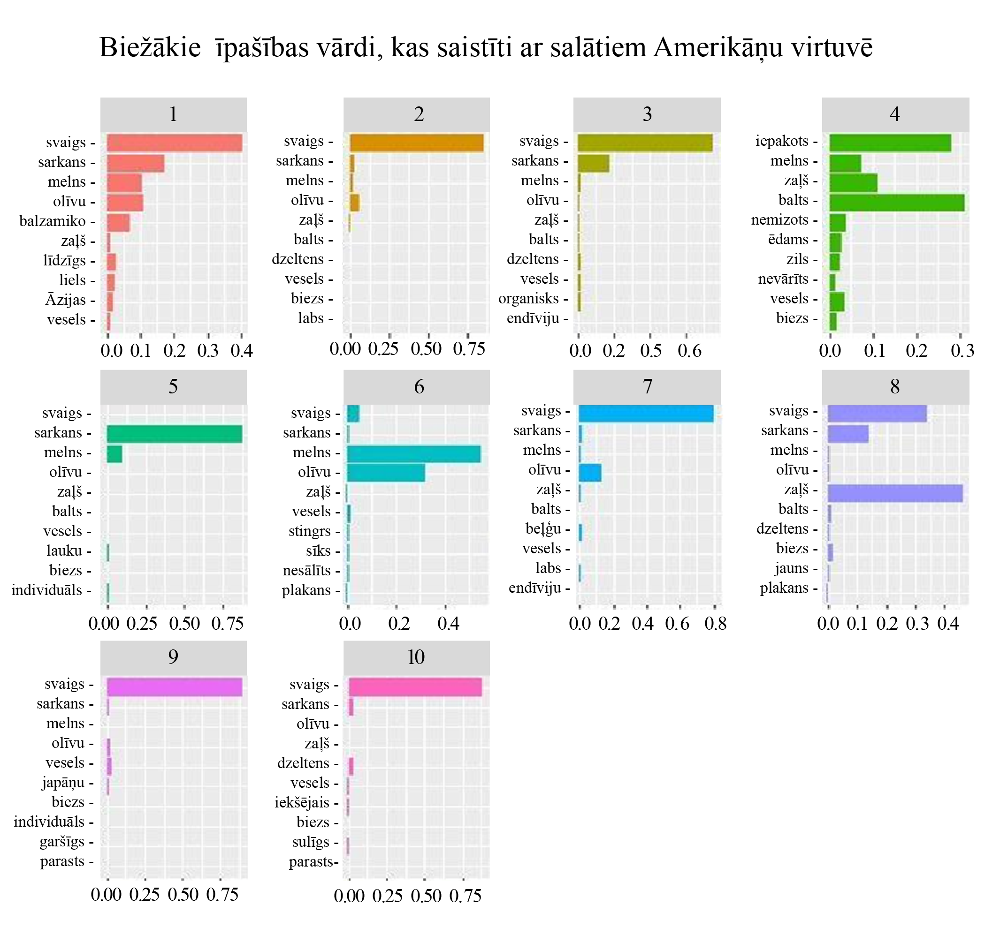 Biežākie īpašības vārdi, kas saistīti ar salātiem Amerikāņu virtuvē
1
svaigs -
sarkans -
melns -
olīvu -
balzamiko -
zaļš -
līdzīgs -
liels -
Āzijas -
vesels -
0.0 0.1 0.2 0.3 0.4
2
svaigs -
sarkans -
melns -
olīvu -
zaļš -
balts -
dzeltens -
vesels -
biezs -
labs -
0.00 0.25 0.50 0.75
3
svaigs -
sarkans -
melns -
olīvu -
zaļš -
balts -
dzeltens -
vesels -
organisks -
endīviju -
0.0 0.2 0.5 0.6
4
iepakots -
melns -
zaļš -
balts -
nemizots -
ēdams -
zils -
nevārīts -
vesels -
biezs -
0.0 0.1 0.2 0.3
5
svaigs -
sarkans -
melns -
olīvu -
zaļš -
balts -
vesels -
lauku -
biezs -
individuāls -
0.00 0.25 0.50 0.75
6
svaigs -
sarkans -
melns -
olīvu -
zaļš -
vesels -
stingrs -
sīks -
nesālīts -
plakans -
0.0 0.2 0.4
7
svaigs -
sarkans -
melns -
olīvu -
zaļš -
balts -
beļģu -
vesels -
labs -
endīviju -
0.0 0.2 0.4 0.6 0.8
8
svaigs -
sarkans -
melns -
olīvu -
zaļš -
balts -
dzeltens -
biezs -
jauns -
plakans -
0.0 0.1 0.2 0.3 0.4
9
svaigs -
sarkans -
melns -
olīvu -
vesels -
japāņu -
biezs -
individuāls -
garšīgs -
parasts -
0.00 0.25 0.50 0.75
10
svaigs -
sarkans -
olīvu -
zaļš -
dzeltens -
vesels -
iekšējais -
biezs -
sulīgs -
parasts-
0.00 0.25 0.50 0.75